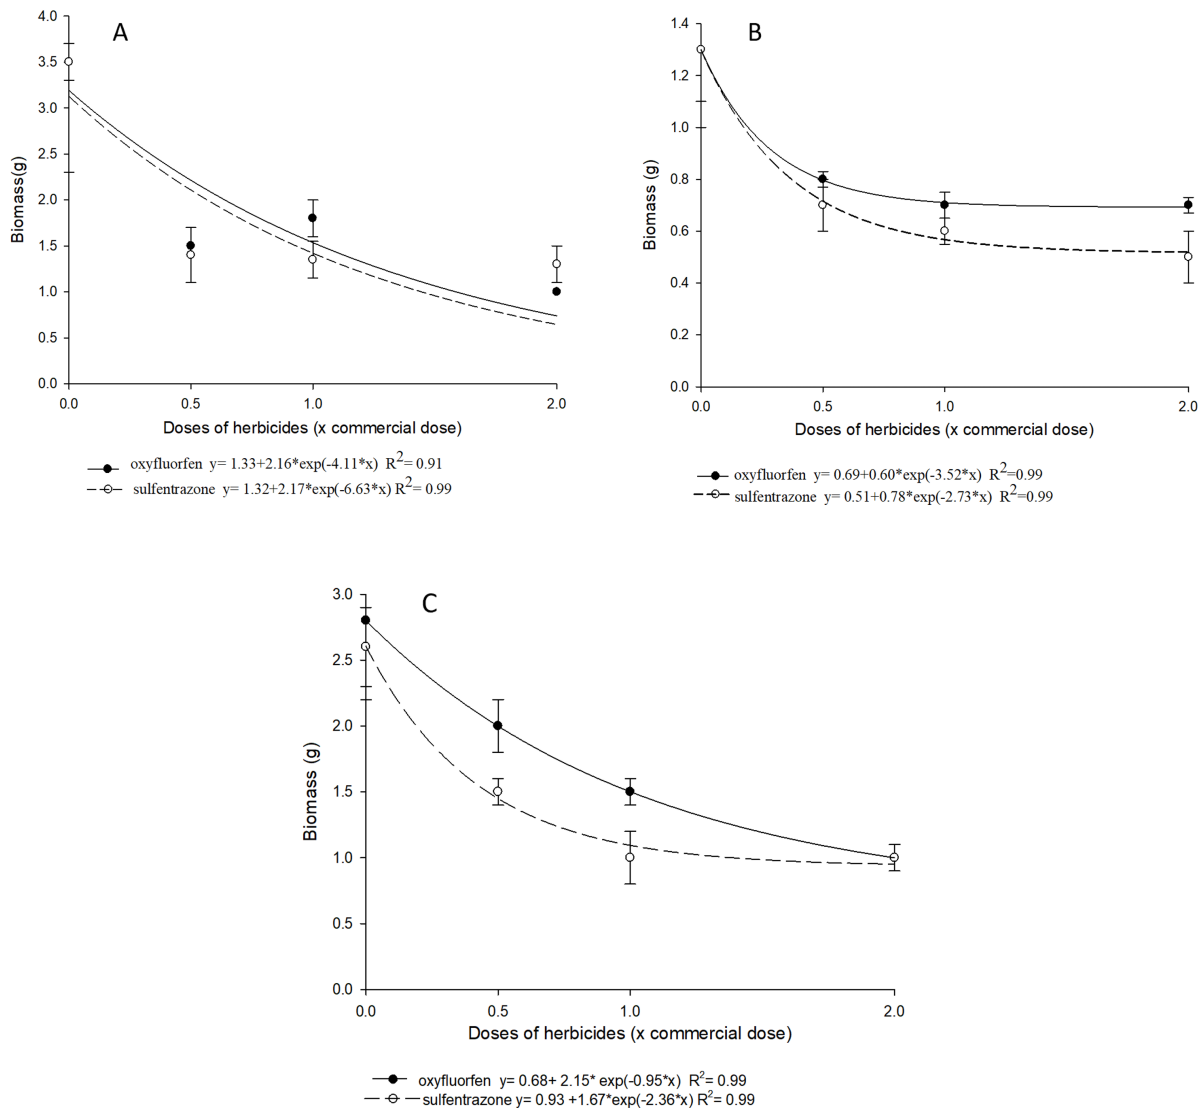 A
Biomass(g)
4.0
3.5
3.0
2.5
2.0
1.5
1.0
0.5
0.0
0.0 0.5 1.0 2.0
Doses of herbicides (x commercial dose)
oxyfluorfen y= 1.33+2.16*exp(-4.11*x) R²= 0.91
sulfentrazone y= 1.32+2.17*exp(-6.63*x) R²= 0.99
B
Biomass (g)
1.4
1.2
1.0
0.8
0.6
0.4
0.2
0.0
0.0 0.5 1.0 2.0
Doses of herbicides (x commercial dose)
oxyfluorfen y= 0.69+0.60*exp(-3.52*x) R²=0.99
sulfentrazone y= 0.51+0.78*exp(-2.73*x) R²=0.99
C
Biomass (g)
3.0
2.5
2.0
1.5
1.0
0.5
0.0
0.0 0.5 1.0 2.0
Doses of herbicides (x commercial dose)
oxyfluorfen y= 0.68+ 2.15* exp(-0.95*x) R²= 0.99
sulfentrazone y= 0.93 +1.67*exp(-2.36*x) R²= 0.99